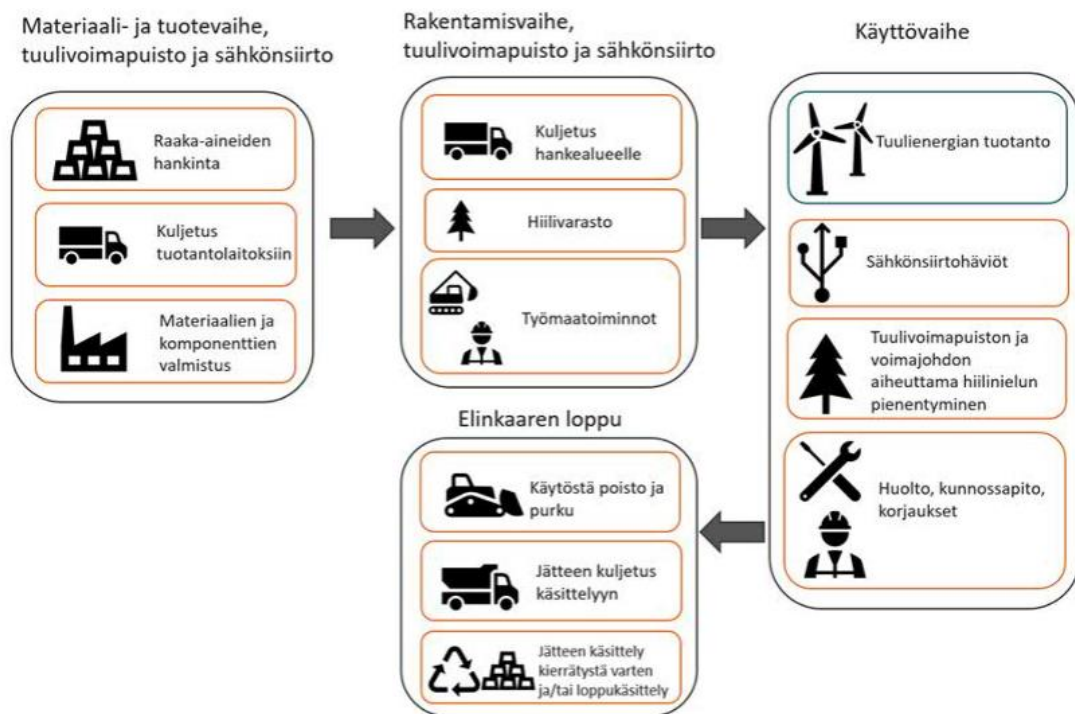 Materiaali- ja tuotevaihe,
tuulivoimapuisto ja sähkönsiirto
Raaka-aineiden
hankinta
Kuljetus
tuotantolaitoksiin
Materiaalien ja
komponenttien
valmistus
Rakentamisvaihe,
tuulivoimapuisto ja sähkönsiirto
Kuljetus
hankealueelle
Hiilivarasto
Työmaatoiminnot
Käyttövaihe
Tuulienergian tuotanto
Sähkönsiirtohäviöt
Tuulivoimapuiston ja
voimajohdon
aiheuttama hiilinielun
pienentyminen
Huolto, kunnossapito,
korjaukset
Elinkaaren loppu
Käytöstä poisto ja
purku
Jätteen kuljetus
käsittelyyn
Jätteen käsittely
kierrätystä varten
ja/tai loppukäsittely